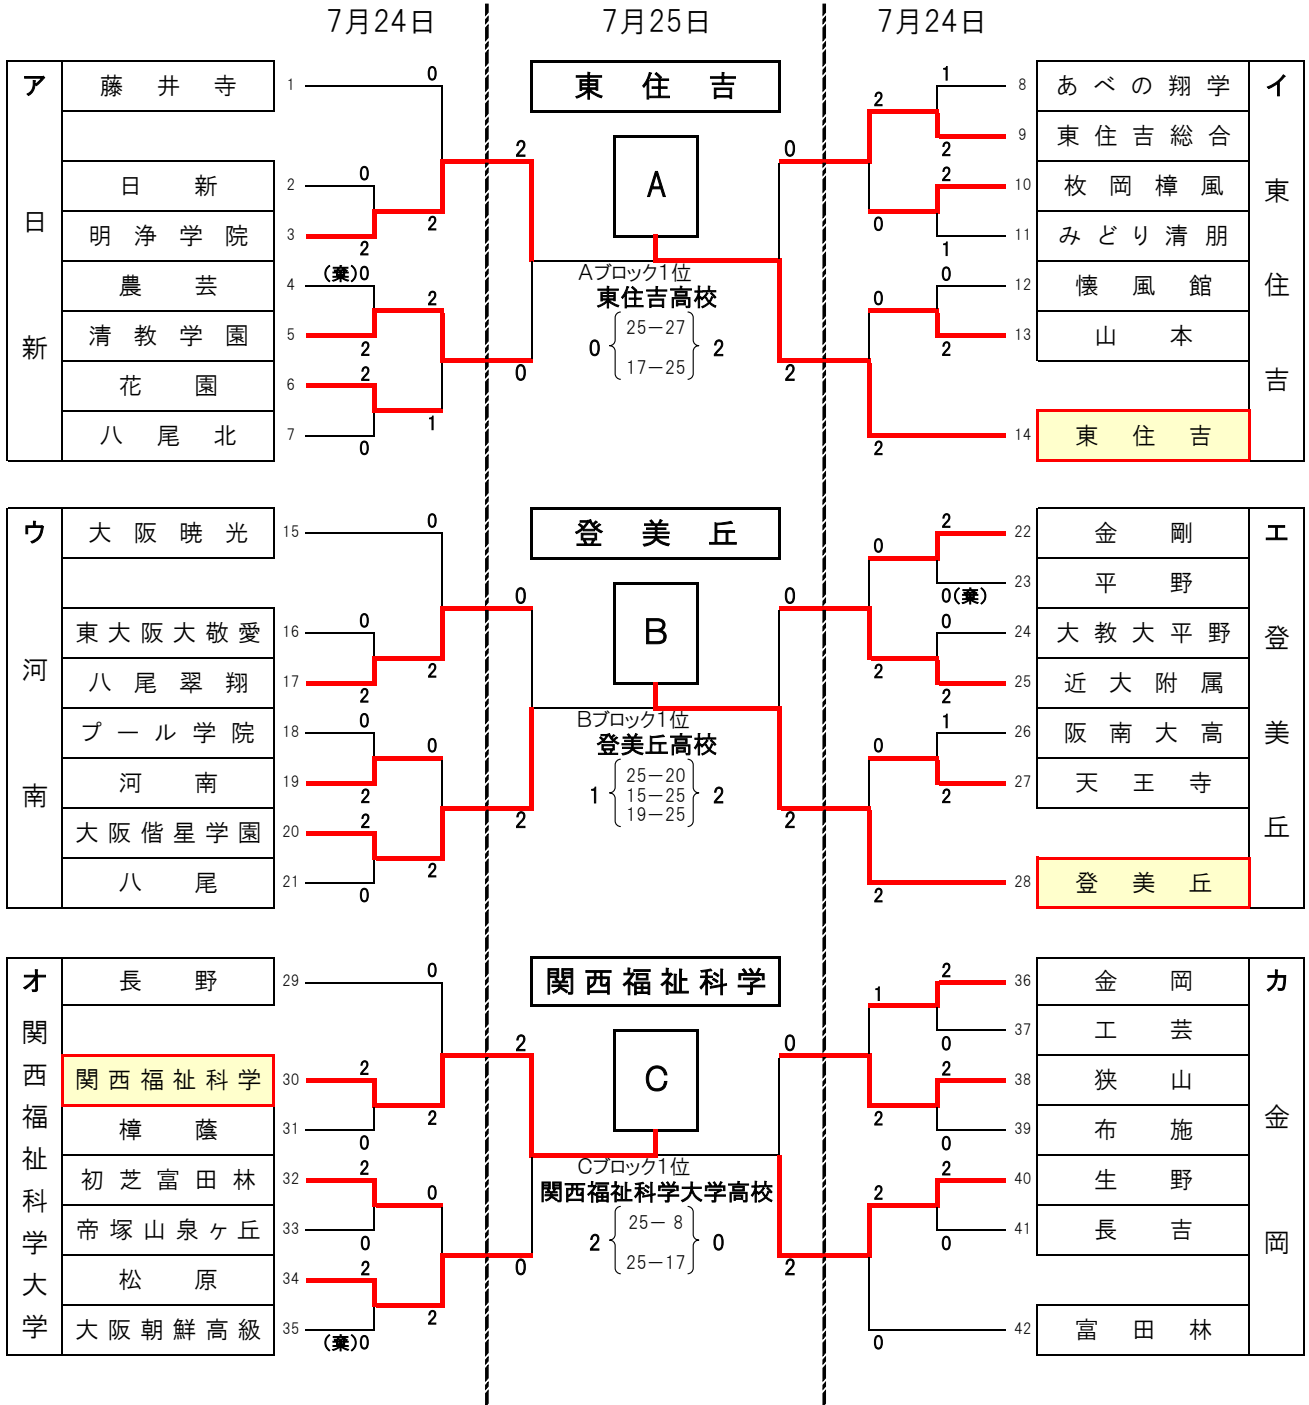 7月24日 7月25日 7月24日
ア 日新
藤井寺 1 0
日新 2 0
明浄学院 3 2
2
農芸 4 (棄)0
清教学園 5 2
2
花園 6 2
八尾北 7 0
1
2
0
東住吉
A
Aブロック1位
東住吉高校
0 25－27 2
17－25
0
2
イ 東住吉
1 8 あべの翔学
2 9 東住吉総合
2
2 10 枚岡樟風
1 11 みどり清朋
0
0 12 懐風館
2 13 山本
0
2 14 東住吉
ウ 河南
大阪暁光 15 0
東大阪大敬愛 16 0
八尾翠翔 17 2
2
プール学院 18 0
河南 19 2
0
大阪偕星学園 20 2
八尾 21 0
2
0
2
登美丘
B
Bブロック1位
登美丘高校
1 25－20 2
15－25
19－25
0
2
エ 登美丘
2 22 金剛
0(棄) 23 平野
0
0 24 大教大平野
2 25 近大附属
2
1 26 阪南大高
2 27 天王寺
0
2 28 登美丘
オ 関西福祉科学大学
長野 29 0
関西福祉科学 30 2
樟蔭 31 0
2
初芝富田林 32 2
帝塚山泉ヶ丘 33 0
0
松原 34 2
大阪朝鮮高級 35 (棄)0
2
2
0
関西福祉科学
C
Cブロック1位
関西福祉科学大学高校
2 25－ 8 0
25－17
0
2
カ 金岡
2 36 金岡
0 37 工芸
1
2 38 狭山
0 39 布施
2
2 40 生野
0 41 長吉
2
0 42 富田林